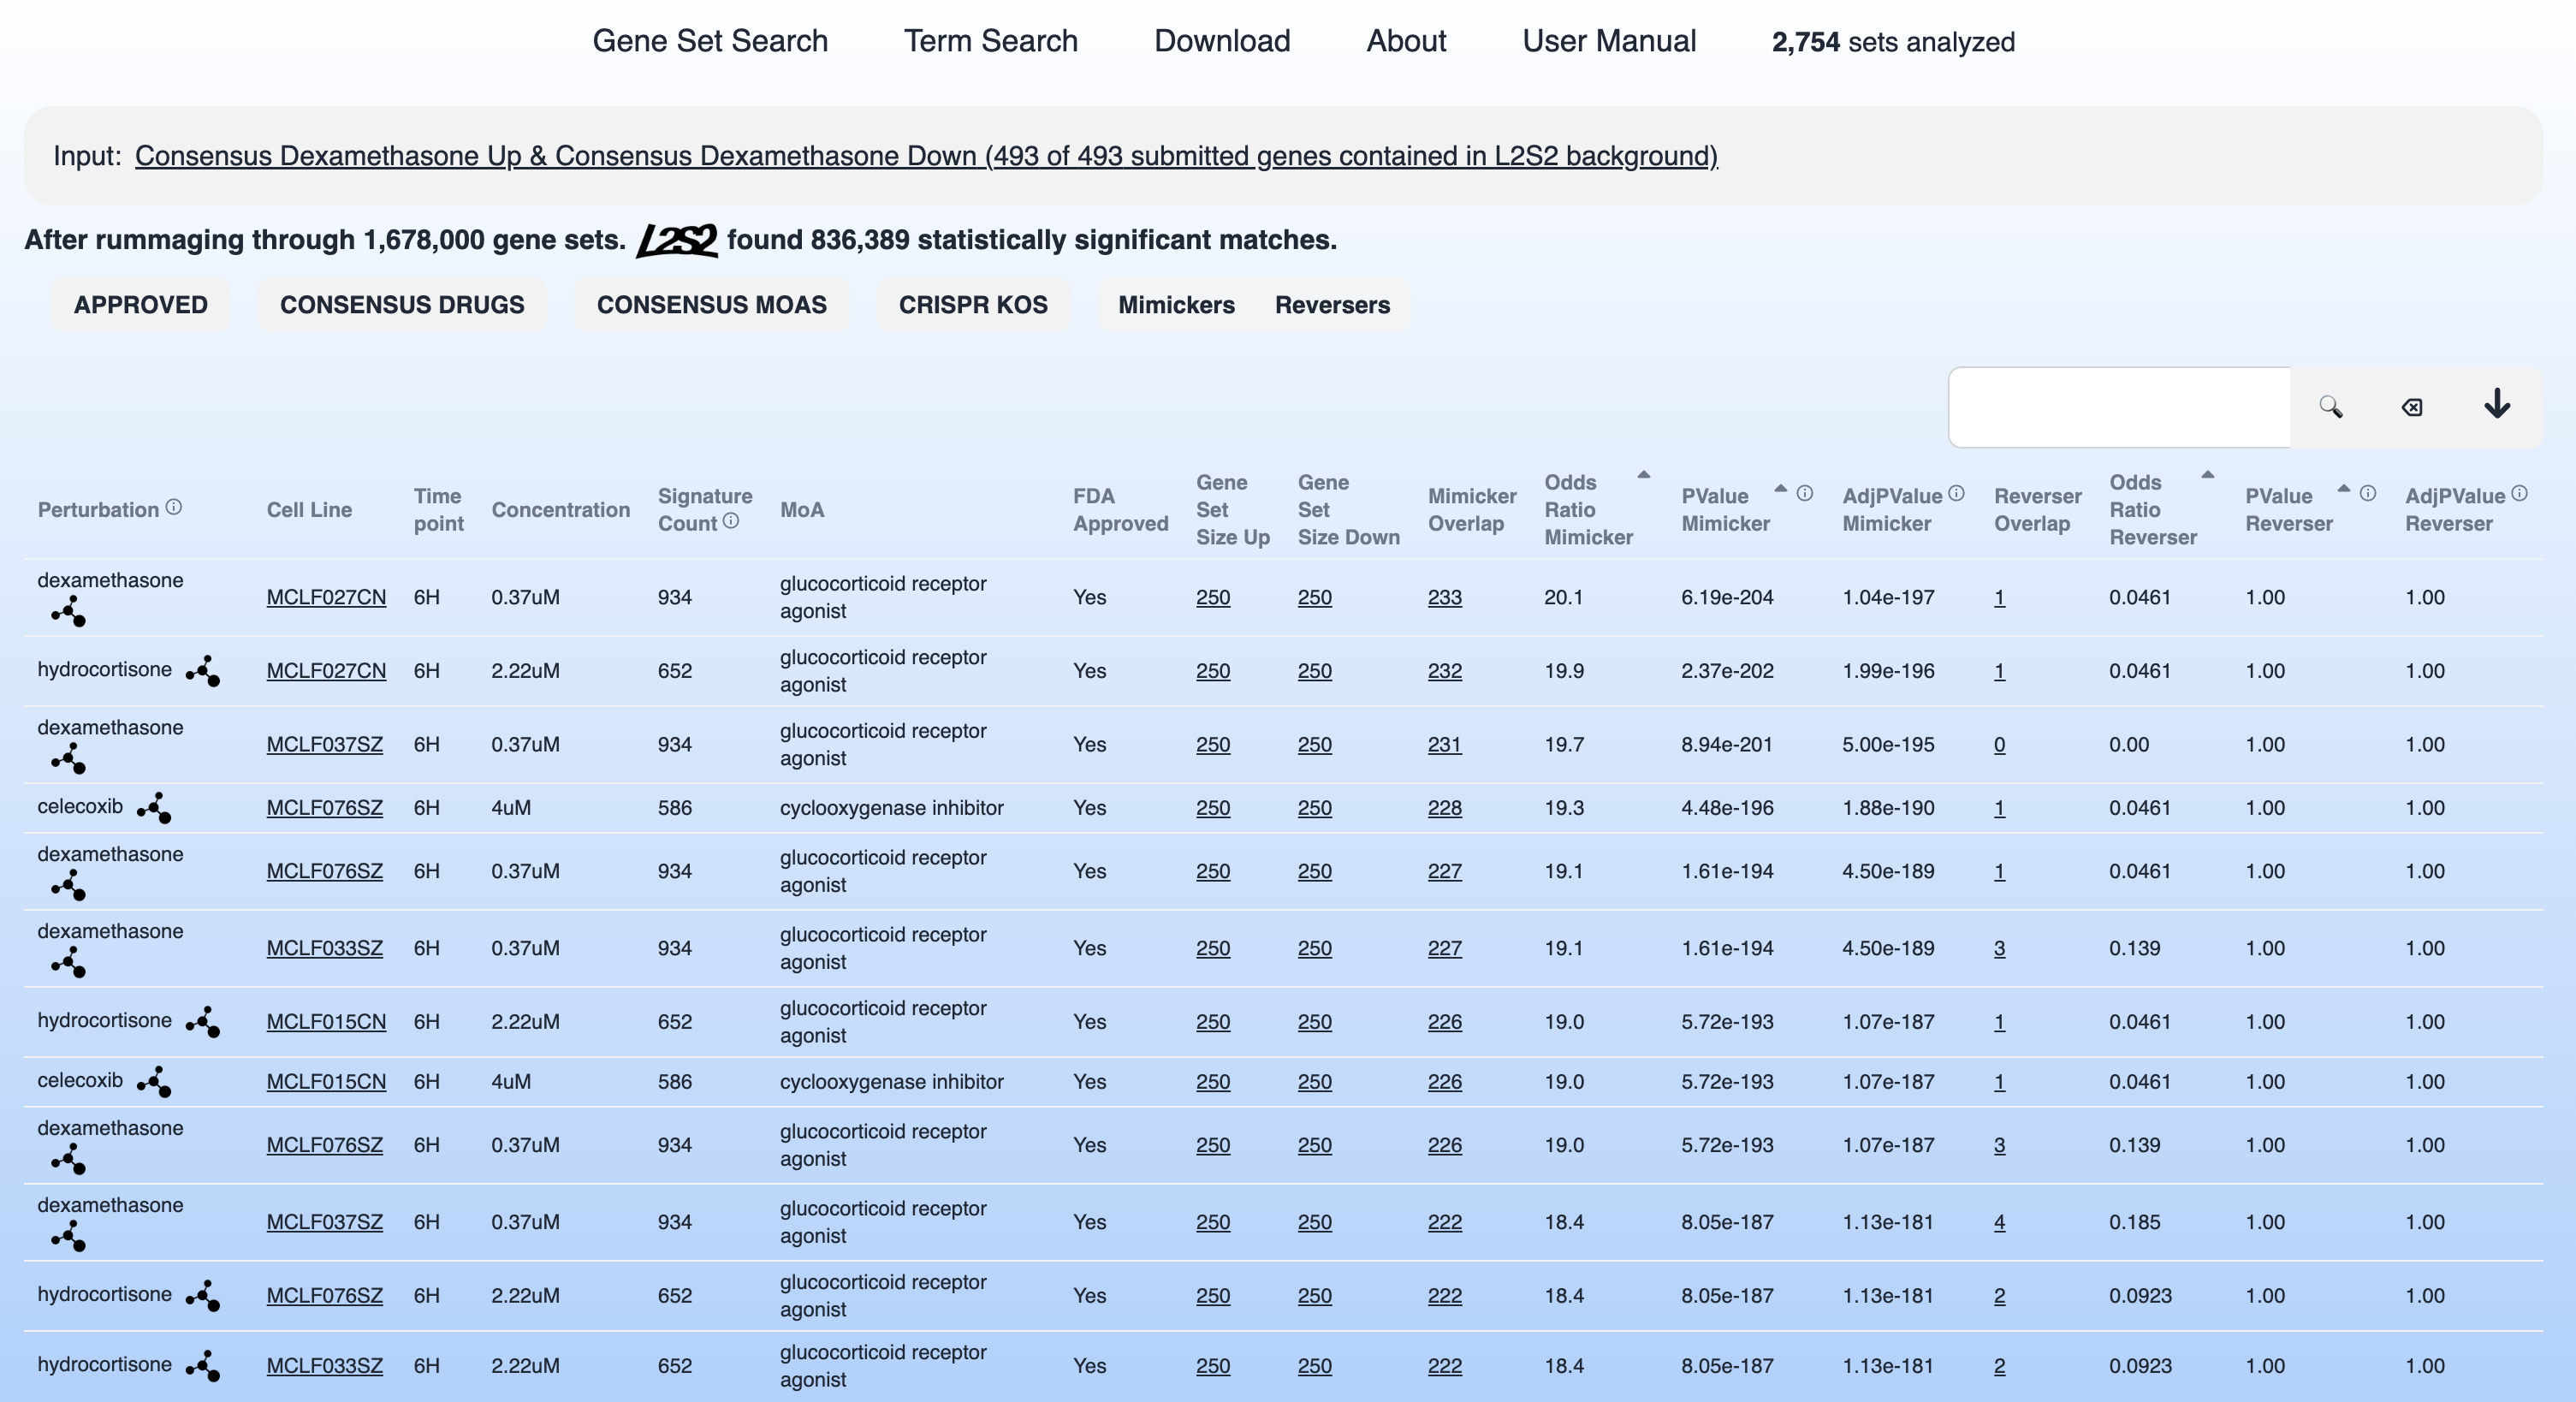 Gene Set Search Term Search Download About User Manual 2,754 sets analyzed
Input: Consensus Dexamethasone Up & Consensus Dexamethasone Down (493 of 493 submitted genes contained in L2S2 background)
After rummaging through 1,678,000 gene sets. L2S2 found 836,389 statistically significant matches.
APPROVED CONSENSUS DRUGS CONSENSUS MOAS CRISPR KOS Mimickers Reversers
Perturbation Cell Line Time point Concentration Signature Count MoA FDA Approved Gene Set Size Up Gene Set Size Down Mimicker Overlap Odds Ratio Mimicker PValue Mimicker AdjPValue Mimicker Reverser Overlap Odds Ratio Reverser PValue Reverser AdjPValue Reverser
dexamethasone MCLF027CN 6H 0.37uM 934 glucocorticoid receptor agonist Yes 250 250 233 20.1 6.19e-204 1.04e-197 1 0.0461 1.00 1.00
hydrocortisone MCLF027CN 6H 2.22uM 652 glucocorticoid receptor agonist Yes 250 250 232 19.9 2.37e-202 1.99e-196 1 0.0461 1.00 1.00
dexamethasone MCLF037SZ 6H 0.37uM 934 glucocorticoid receptor agonist Yes 250 250 231 19.7 8.94e-201 5.00e-195 0 0.00 1.00 1.00
celecoxib MCLF076SZ 6H 4uM 586 cyclooxygenase inhibitor Yes 250 250 228 19.3 4.48e-196 1.88e-190 1 0.0461 1.00 1.00
dexamethasone MCLF076SZ 6H 0.37uM 934 glucocorticoid receptor agonist Yes 250 250 227 19.1 1.61e-194 4.50e-189 1 0.0461 1.00 1.00
dexamethasone MCLF033SZ 6H 0.37uM 934 glucocorticoid receptor agonist Yes 250 250 227 19.1 1.61e-194 4.50e-189 3 0.139 1.00 1.00
hydrocortisone MCLF015CN 6H 2.22uM 652 glucocorticoid receptor agonist Yes 250 250 226 19.0 5.72e-193 1.07e-187 1 0.0461 1.00 1.00
celecoxib MCLF015CN 6H 4uM 586 cyclooxygenase inhibitor Yes 250 250 226 19.0 5.72e-193 1.07e-187 1 0.0461 1.00 1.00
dexamethasone MCLF076SZ 6H 0.37uM 934 glucocorticoid receptor agonist Yes 250 250 226 19.0 5.72e-193 1.07e-187 3 0.139 1.00 1.00
dexamethasone MCLF037SZ 6H 0.37uM 934 glucocorticoid receptor agonist Yes 250 250 222 18.4 8.05e-187 1.13e-181 4 0.185 1.00 1.00
hydrocortisone MCLF076SZ 6H 2.22uM 652 glucocorticoid receptor agonist Yes 250 250 222 18.4 8.05e-187 1.13e-181 2 0.0923 1.00 1.00
hydrocortisone MCLF033SZ 6H 2.22uM 652 glucocorticoid receptor agonist Yes 250 250 222 18.4 8.05e-187 1.13e-181 2 0.0923 1.00 1.00